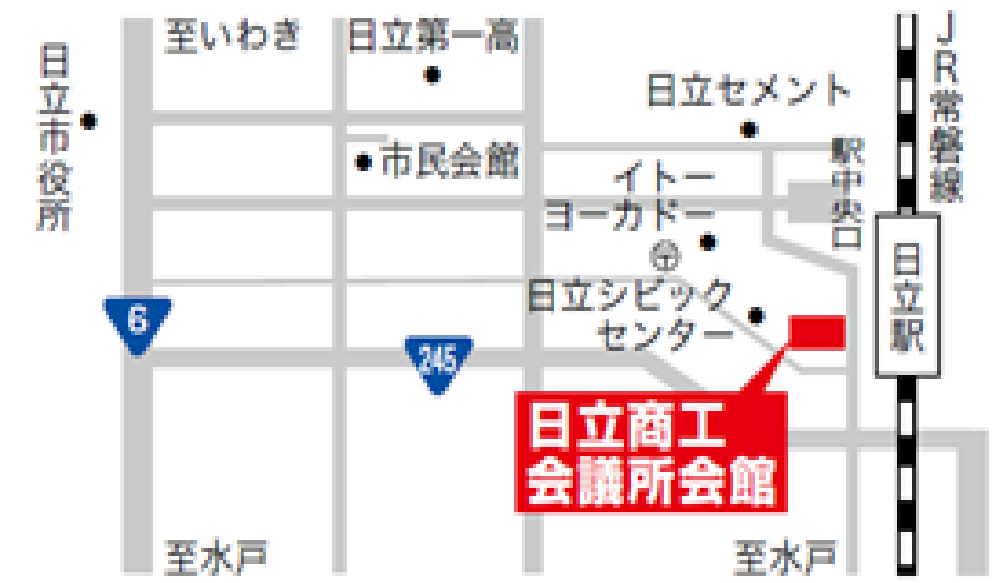 至いわき
日立第一高
JR常磐線
日立市役所
日立セメント
駅中央口
市民会館
イトー
ヨーカドー
日立駅
日立シビック
センター
6
245
日立商工
会議所会館
至水戸
至水戸